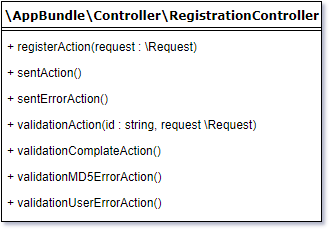 \AppBundle\Controller\RegistrationController
+ registerAction(request : \Request)
+ sentAction()
+ sentErrorAction()
+ validationAction(id : string, request \Request)
+ validationComplateAction()
+ validationMD5ErrorAction()
+ validationUserErrorAction()